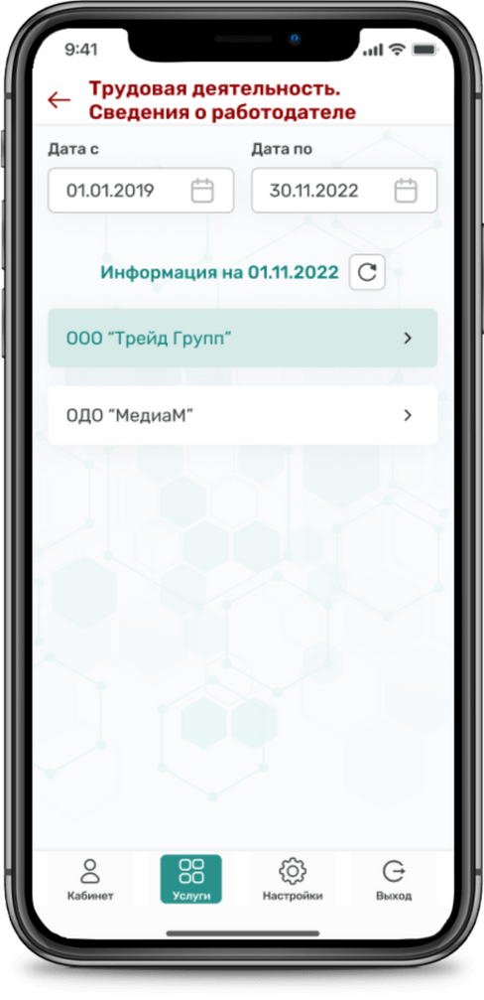 9:41
Трудовая деятельность.
Сведения о работодателе
Дата с Дата по
01.01.2019 30.11.2022
Информация на 01.11.2022
ООО "Трейд Групп"
ОДО "МедиаМ"
Кабинет Услуги Настройки Выход